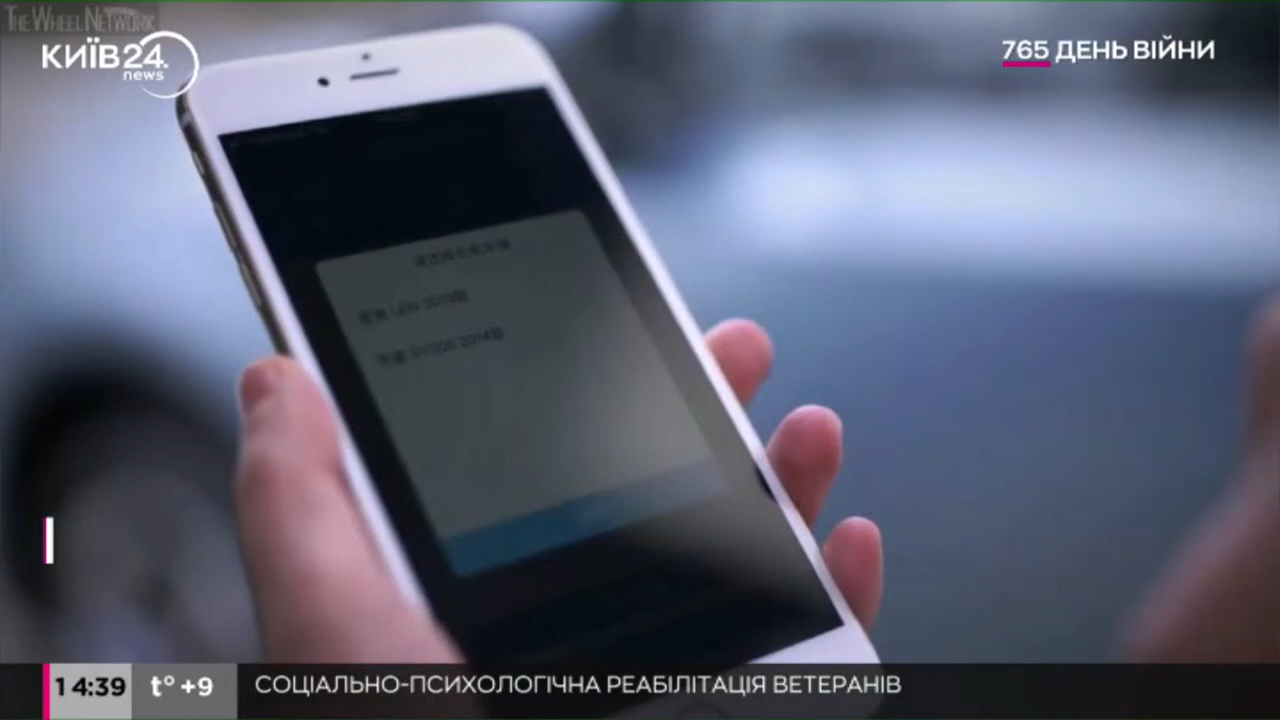 THE WHEEL NETWORK
КИЇВ24.
news
765 ДЕНЬ ВІЙНИ
14:39
t° +9
СОЦІАЛЬНО-ПСИХОЛОГІЧНА РЕАБІЛІТАЦІЯ ВЕТЕРАНІВ